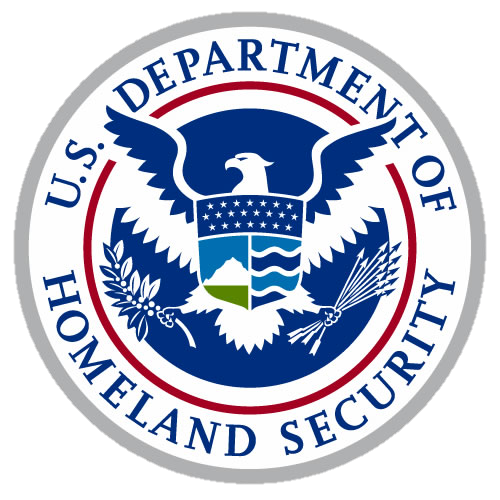 U.S. DEPARTMENT OF
HOMELAND SECURITY